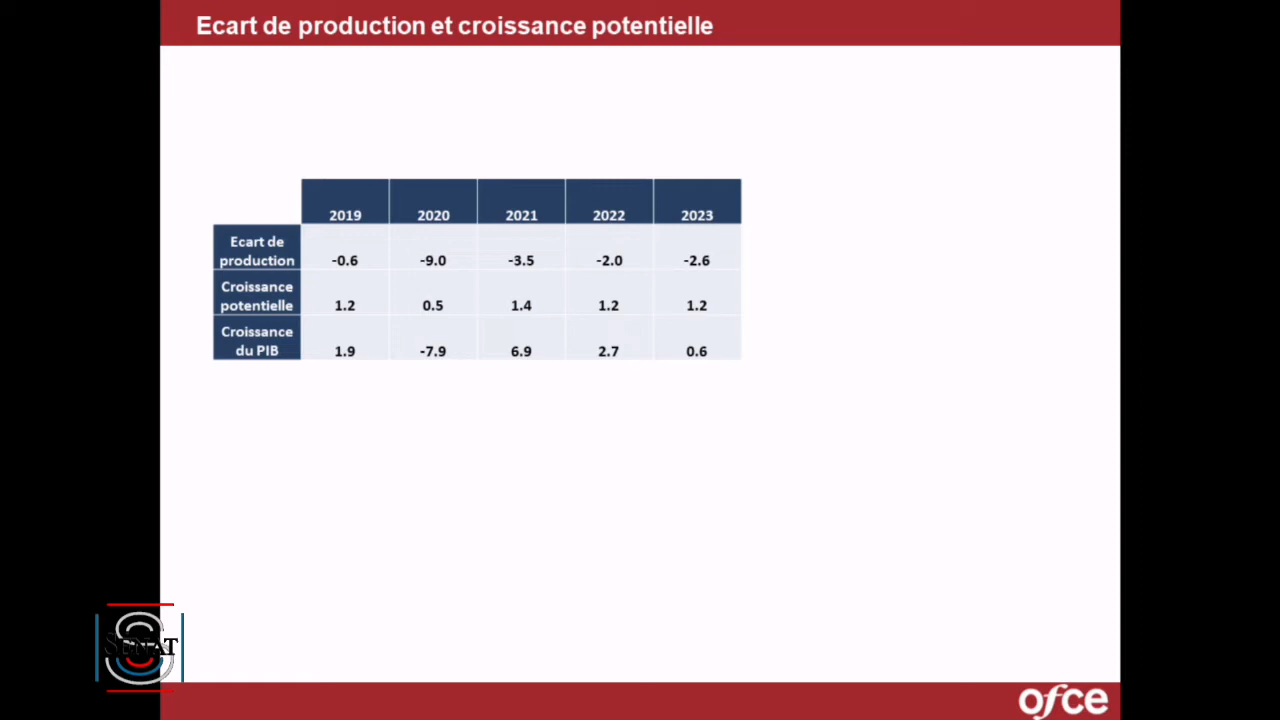 Ecart de production et croissance potentielle
2019 2020 2021 2022 2023
Ecart de
production -0.6 -9.0 -3.5 -2.0 -2.6
Croissance
potentielle 1.2 0.5 1.4 1.2 1.2
Croissance
du PIB 1.9 -7.9 6.9 2.7 0.6
SENAT
ofce